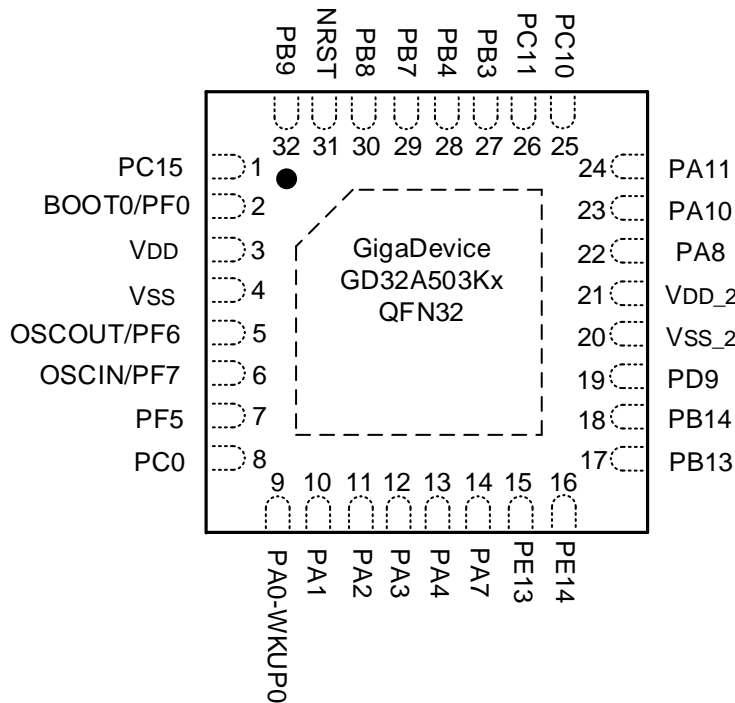 PB9
NRST
PB8
PB7
PB4
PB3
PC11
PC10
32
31
30
29
28
27
26
25
PC15 1
BOOT0/PF0 2
VDD 3
VSS 4
OSCOUT/PF6 5
OSCIN/PF7 6
PF5 7
PC0 8
GigaDevice
GD32A503Kx
QFN32
24 PA11
23 PA10
22 PA8
21 VDD_2
20 VSS_2
19 PD9
18 PB14
17 PB13
9
10
11
12
13
14
15
16
PA0-WKUP0
PA1
PA2
PA3
PA4
PA7
PE13
PE14